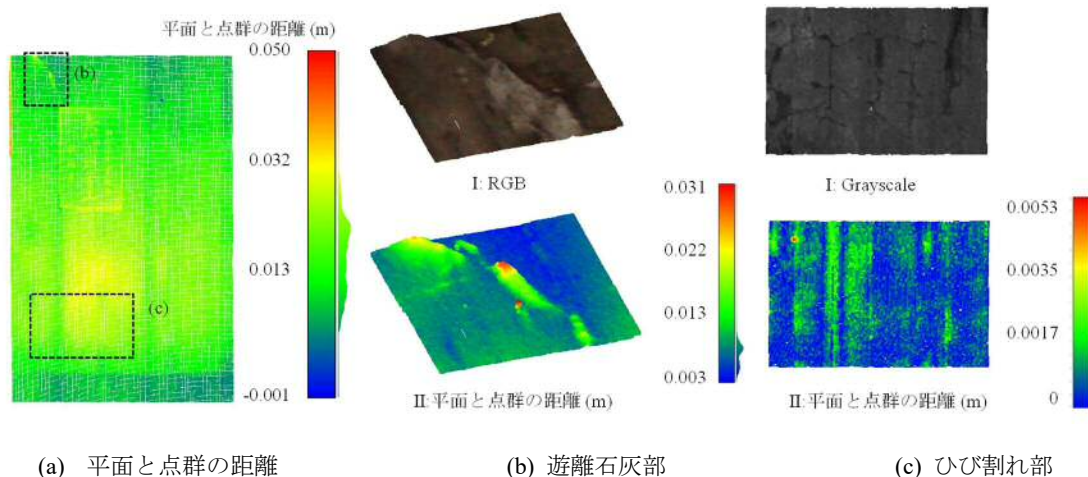 平面と点群の距離 (m)
0.050
0.032
0.013
-0.001
(b)
(c)
I: RGB
0.031
0.022
0.013
0.003
II:平面と点群の距離 (m)
I: Grayscale
0.0053
0.0035
0.0017
0
II:平面と点群の距離 (m)
(a) 平面と点群の距離
(b) 遊離石灰部
(c) ひび割れ部